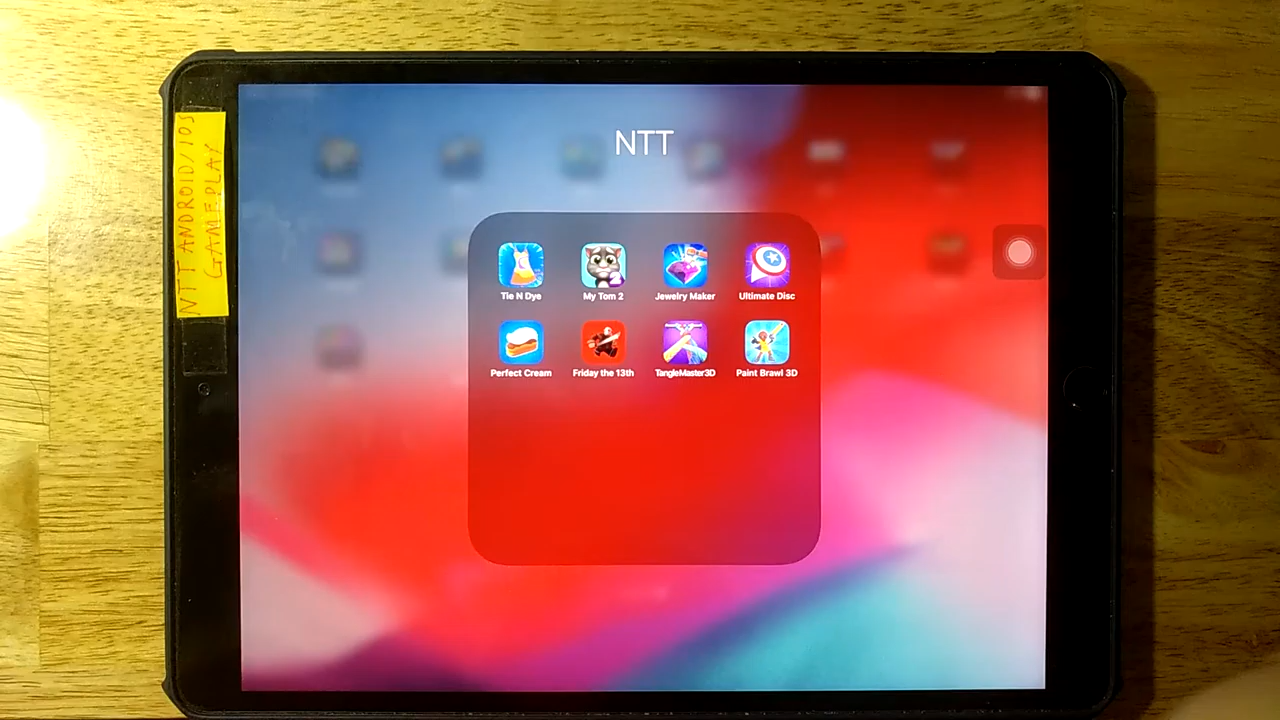 NTT ANDROID/IOS
GAMEPLAY
NTT
Tie N Dye
My Tom 2
Jewelry Maker
Ultimate Disc
Perfect Cream
Friday the 13th
TangleMaster3D
Paint Brawl 3D